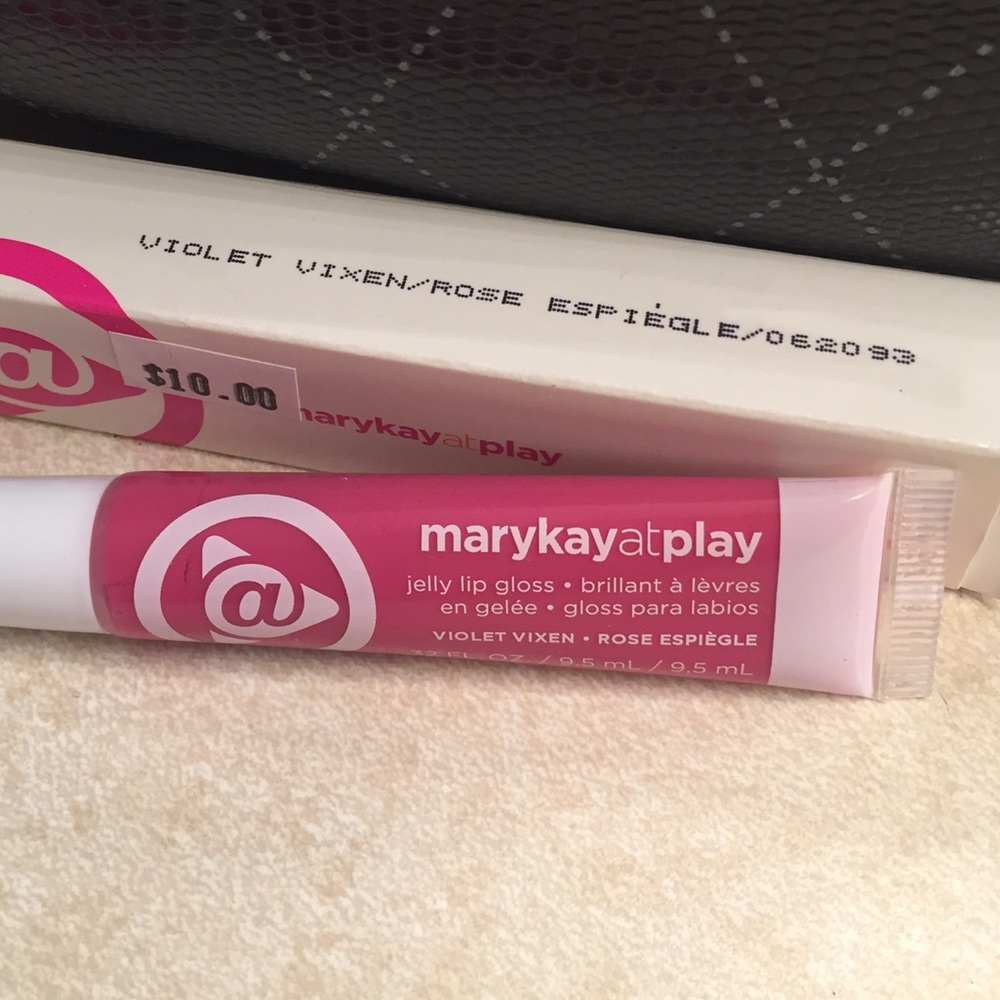 VIOLET VIXEN/ROSE ESPIÈGLE/062093
@
$10.00
marykayatplay
marykayatplay
@
jelly lip gloss • brillant à lèvres
en gelée • gloss para labios
VIOLET VIXEN • ROSE ESPIÈGLE
FL. OZ. / 9.5 mL / 9,5 mL